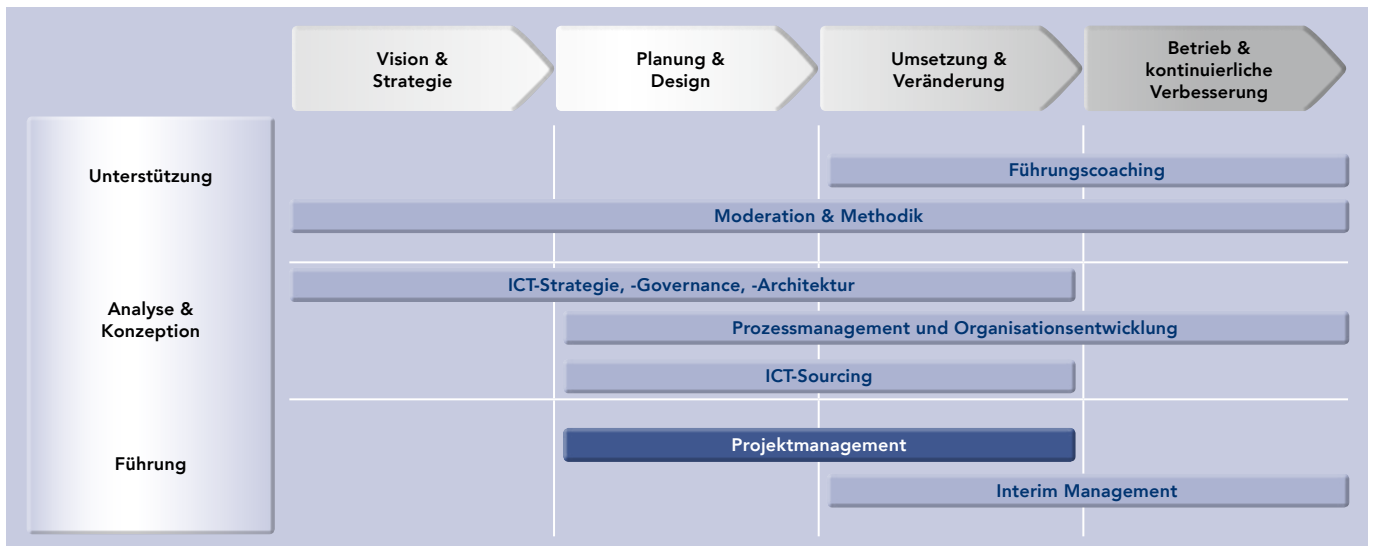 Vision &
Strategie
Planung &
Design
Umsetzung &
Veränderung
Betrieb &
kontinuierliche
Verbesserung
Unterstützung
Führungscoaching
Moderation & Methodik
Analyse &
Konzeption
ICT-Strategie, -Governance, -Architektur
Prozessmanagement und Organisationsentwicklung
ICT-Sourcing
Führung
Projektmanagement
Interim Management